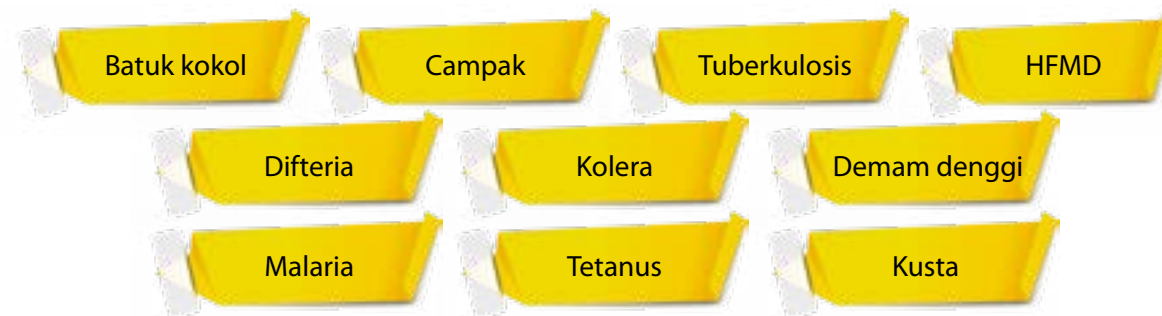 Batuk kokol Campak Tuberkulosis HFMD
Difteria Kolera Demam denggi
Malaria Tetanus Kusta